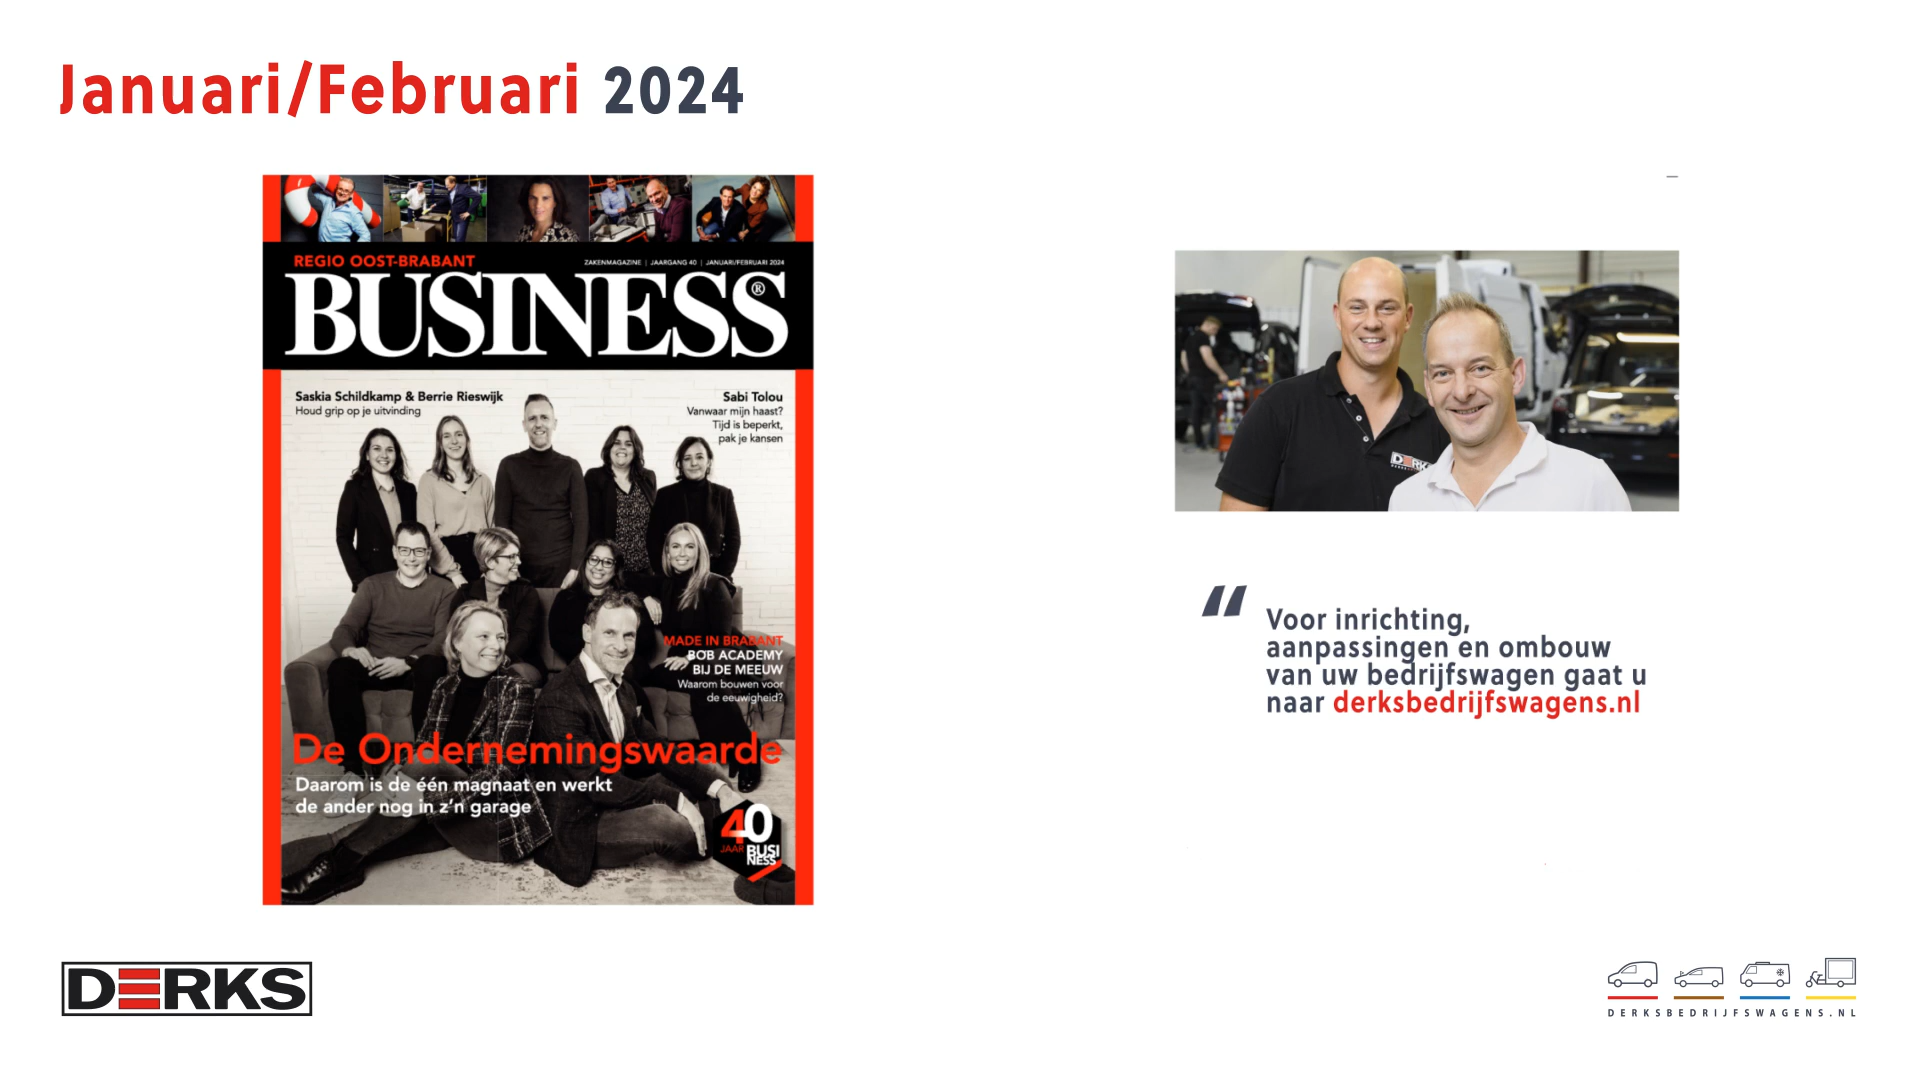 Januari/Februari 2024
REGIO OOST-BRABANT
ZAKENMAGAZINE | JAARGANG 40 | JANUARI/FEBRUARI 2024
BUSINESS®
Saskia Schildkamp & Berrie Rieswijk
Houd grip op je uitvinding
Sabi Tolou
Vanwaar mijn haast?
Tijd is beperkt,
pak je kansen
MADE IN BRABANT
BOB ACADEMY
BIJ DE MEEUW
Waarom bouwen voor
de eeuwigheid?
De Ondernemingswaarde
Daarom is de één magnaat en werkt
de ander nog in z'n garage
40
JAAR BUSI
NESS
DERKS
“ Voor inrichting,
aanpassingen en ombouw
van uw bedrijfswagen gaat u
naar derksbedrijfswagens.nl
DERKS
DERKSBEDRIJFSWAGENS.NL